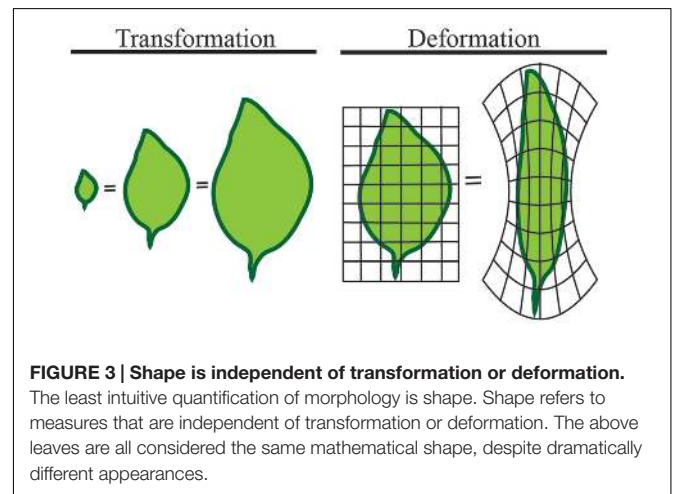 Transformation
Deformation
= = =
FIGURE 3 | Shape is independent of transformation or deformation.
The least intuitive quantification of morphology is shape. Shape refers to
measures that are independent of transformation or deformation. The above
leaves are all considered the same mathematical shape, despite dramatically
different appearances.